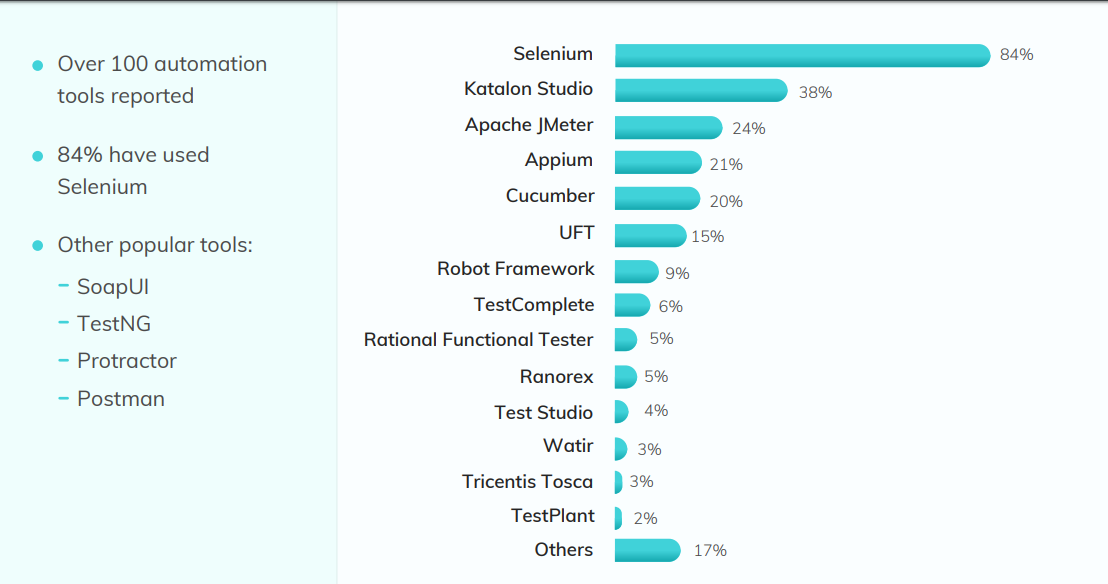 Over 100 automation
tools reported
84% have used
Selenium
Other popular tools:
– SoapUI
– TestNG
– Protractor
– Postman
Selenium 84%
Katalon Studio 38%
Apache JMeter 24%
Appium 21%
Cucumber 20%
UFT 15%
Robot Framework 9%
TestComplete 6%
Rational Functional Tester 5%
Ranorex 5%
Test Studio 4%
Watir 3%
Tricentis Tosca 3%
TestPlant 2%
Others 17%